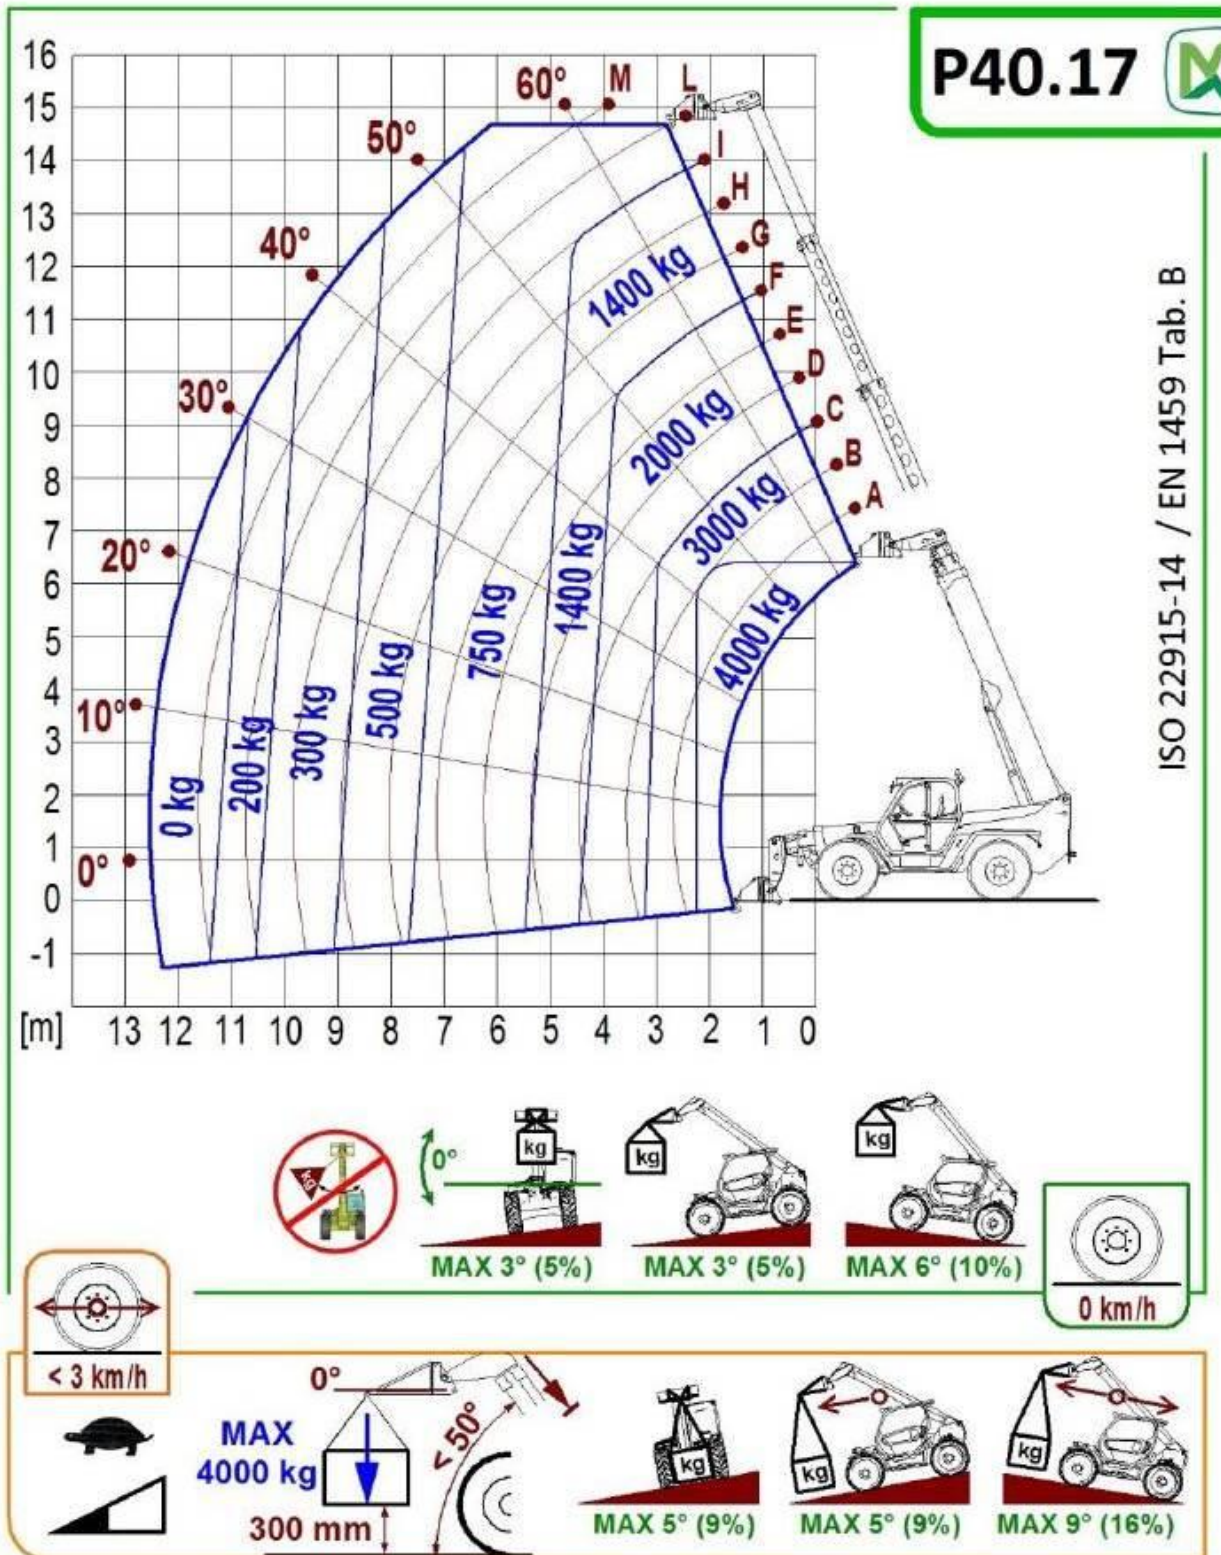 P40.17
16
15
14
13
12
11
10
9
8
7
6
5
4
3
2
1
0
-1
[m] 13 12 11 10 9 8 7 6 5 4 3 2 1 0
60° M L
50° I
H
40° G
F
E
30° D
C
B
20° A
10°
0°
1400 kg
2000 kg
3000 kg
4000 kg
1400 kg
750 kg
500 kg
300 kg
200 kg
0 kg
ISO 22915-14 / EN 1459 Tab. B
kg
0°
kg
kg
kg
MAX 3° (5%) MAX 3° (5%) MAX 6° (10%)
0 km/h
< 3 km/h
0°
MAX
4000 kg
< 50°
300 mm
kg
kg
kg
MAX 5° (9%) MAX 5° (9%) MAX 9° (16%)